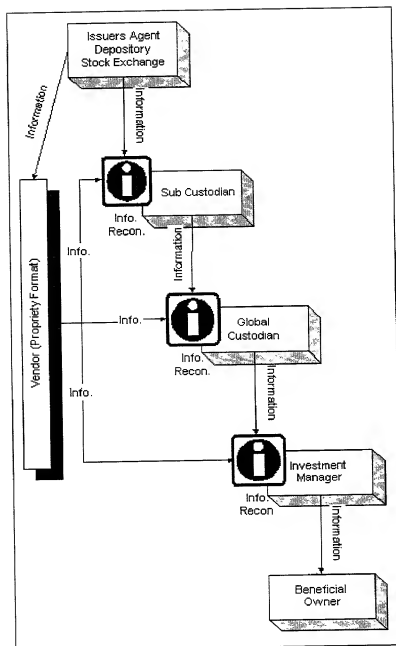 Issuers Agent
Depository
Stock Exchange
Information
Information
Sub Custodian
Info.
Recon.
Info.
Information
Vendor (Propriety Format)
Info.
Global
Custodian
Info.
Recon.
Info.
Information
Investment
Manager
Info.
Recon
Information
Beneficial
Owner